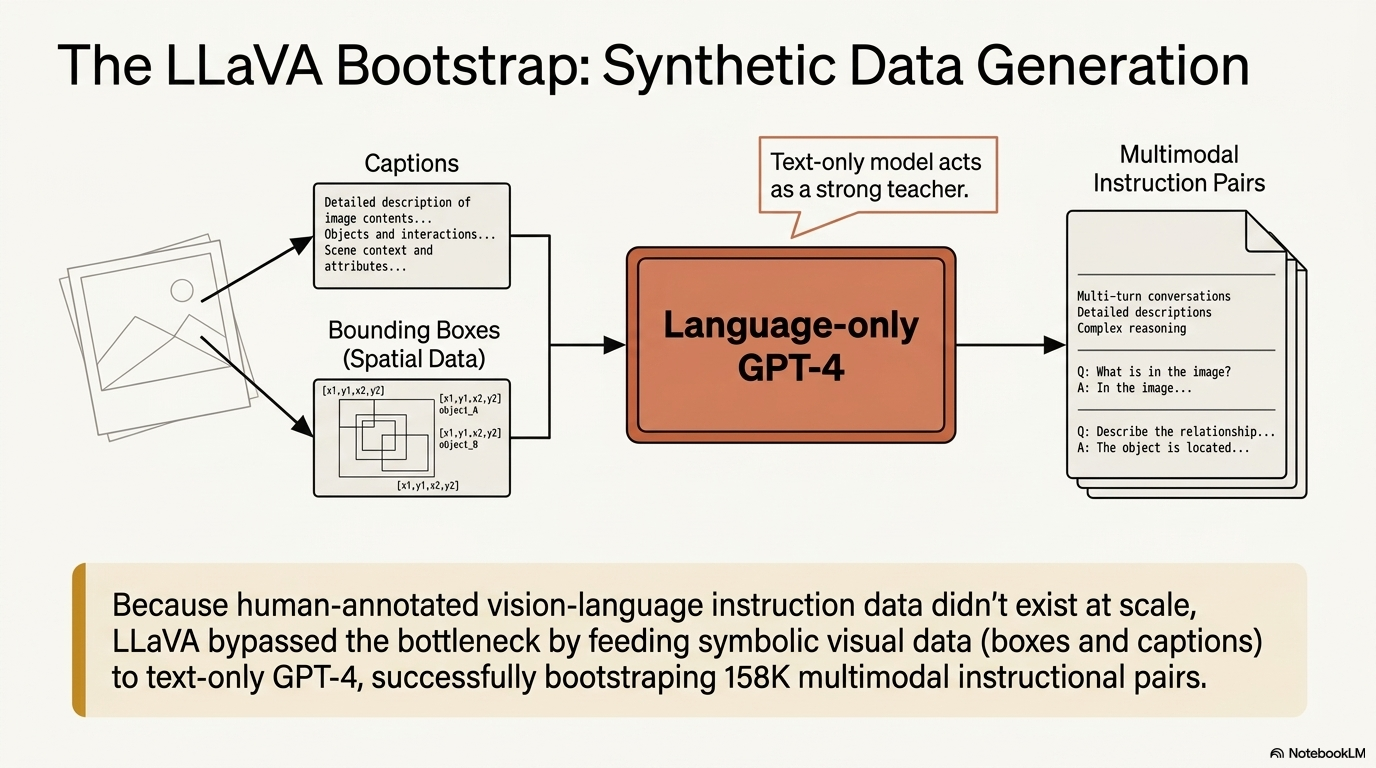 The LLaVA Bootstrap: Synthetic Data Generation
Captions
Detailed description of
image contents...
Objects and interactions...
Scene context and
attributes...
Bounding Boxes
(Spatial Data)
[x1,y1,x2,y2]
[x1,y1,x2,y2]
object_A
[x1,y1,x2,y2]
oObject_B
[x1,y1,x2,y2]
Text-only model acts
as a strong teacher.
Language-only
GPT-4
Multimodal
Instruction Pairs
Multi-turn conversations
Detailed descriptions
Complex reasoning
Q: What is in the image?
A: In the image...
Q: Describe the relationship...
A: The object is located...
Because human-annotated vision-language instruction data didn't exist at scale,
LLaVA bypassed the bottleneck by feeding symbolic visual data (boxes and captions)
to text-only GPT-4, successfully bootstraping 158K multimodal instructional pairs.
NotebookLM